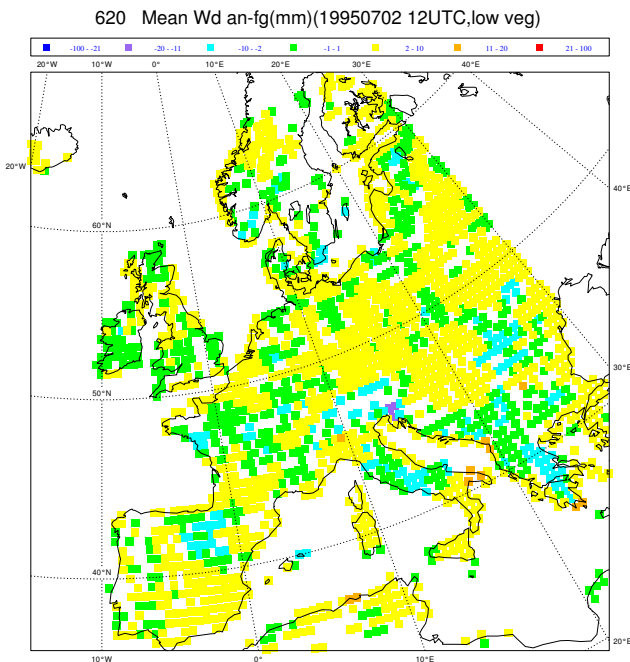 620 Mean Wd an-fg(mm)(19950702 12UTC,low veg)
-100 - -21 -20 - -11 -10 - -2 -1 - 1 2 - 10 11 - 20 21 - 100
20°W 10°W 0° 10°E 20°E 30°E 40°E
20°W
40°E
60°N
50°N
30°E
40°N
20°E
10°W 0° 10°E